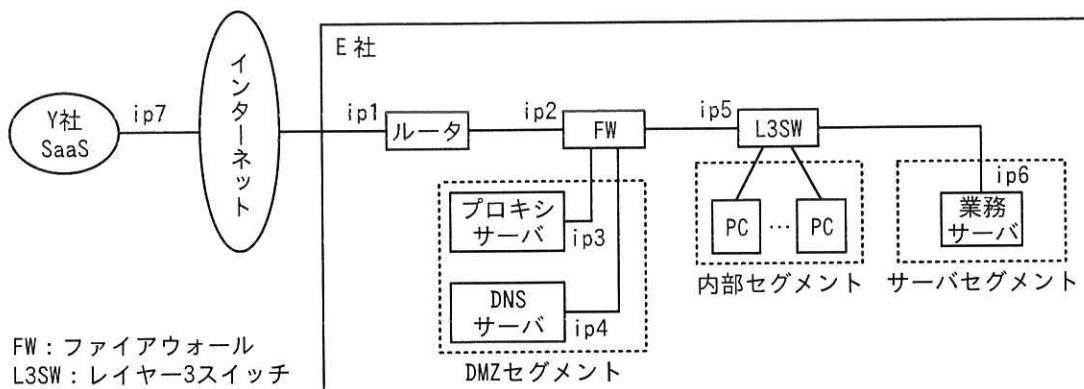 E社
インターネット
Y社
SaaS
ip7
ip1
ルータ
ip2
FW
ip5
L3SW
ip6
業務
サーバ
プロキシ
サーバ
ip3
DNS
サーバ
ip4
PC … PC
内部セグメント
サーバセグメント
DMZセグメント
FW：ファイアウォール
L3SW：レイヤー3スイッチ